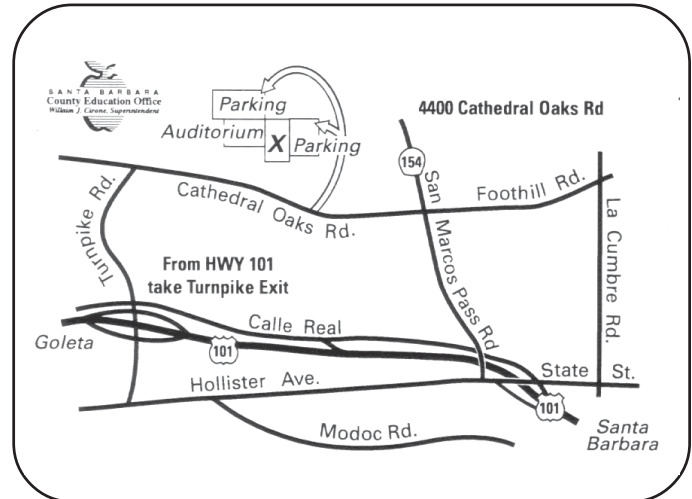 SANTA BARBARA
County Education Office
William J. Cirone, Superintendent
Parking
Auditorium
X
Parking
4400 Cathedral Oaks Rd
154
San Marcos Pass Rd
Foothill Rd.
La Cumbre Rd.
Cathedral Oaks Rd.
Turnpike Rd.
From HWY 101
take Turnpike Exit
Goleta
Calle Real
101
Hollister Ave.
State St.
101
Modoc Rd.
Santa
Barbara